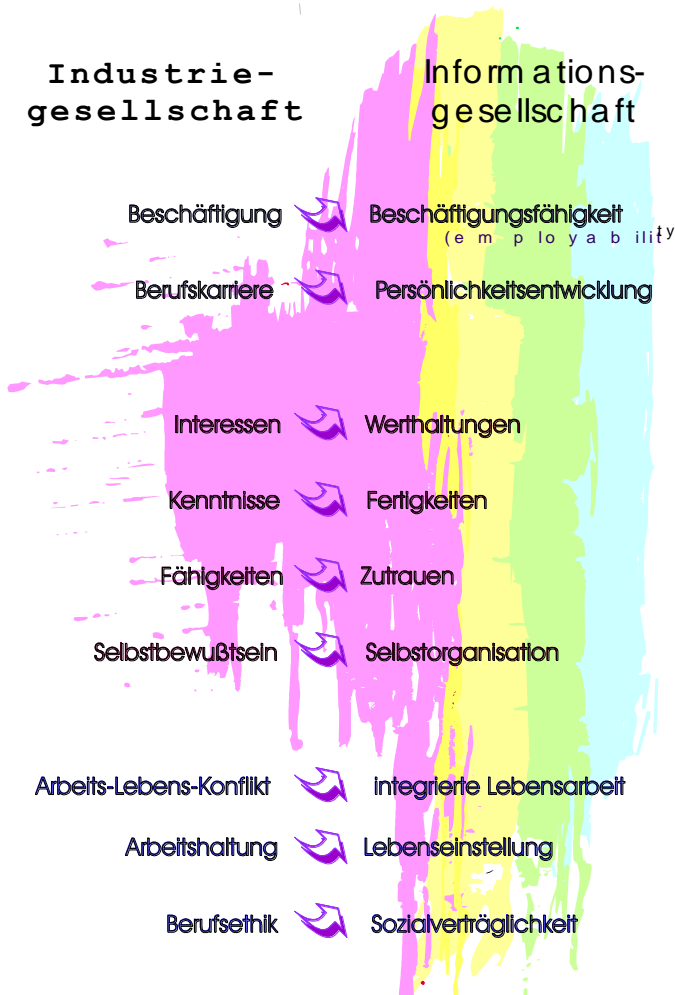 Industrie-
gesellschaft
Informations-
gesellschaft
Beschäftigung Beschäftigungsfähigkeit
(employability
Berufskarriere Persönlichkeitsentwicklung
Interessen Werthaltungen
Kenntnisse Fertigkeiten
Fähigkeiten Zutrauen
Selbstbewußtsein Selbstorganisation
Arbeits-Lebens-Konflikt integrierte Lebensarbeit
Arbeitshaltung Lebenseinstellung
Berufsethik Sozialverträglichkeit